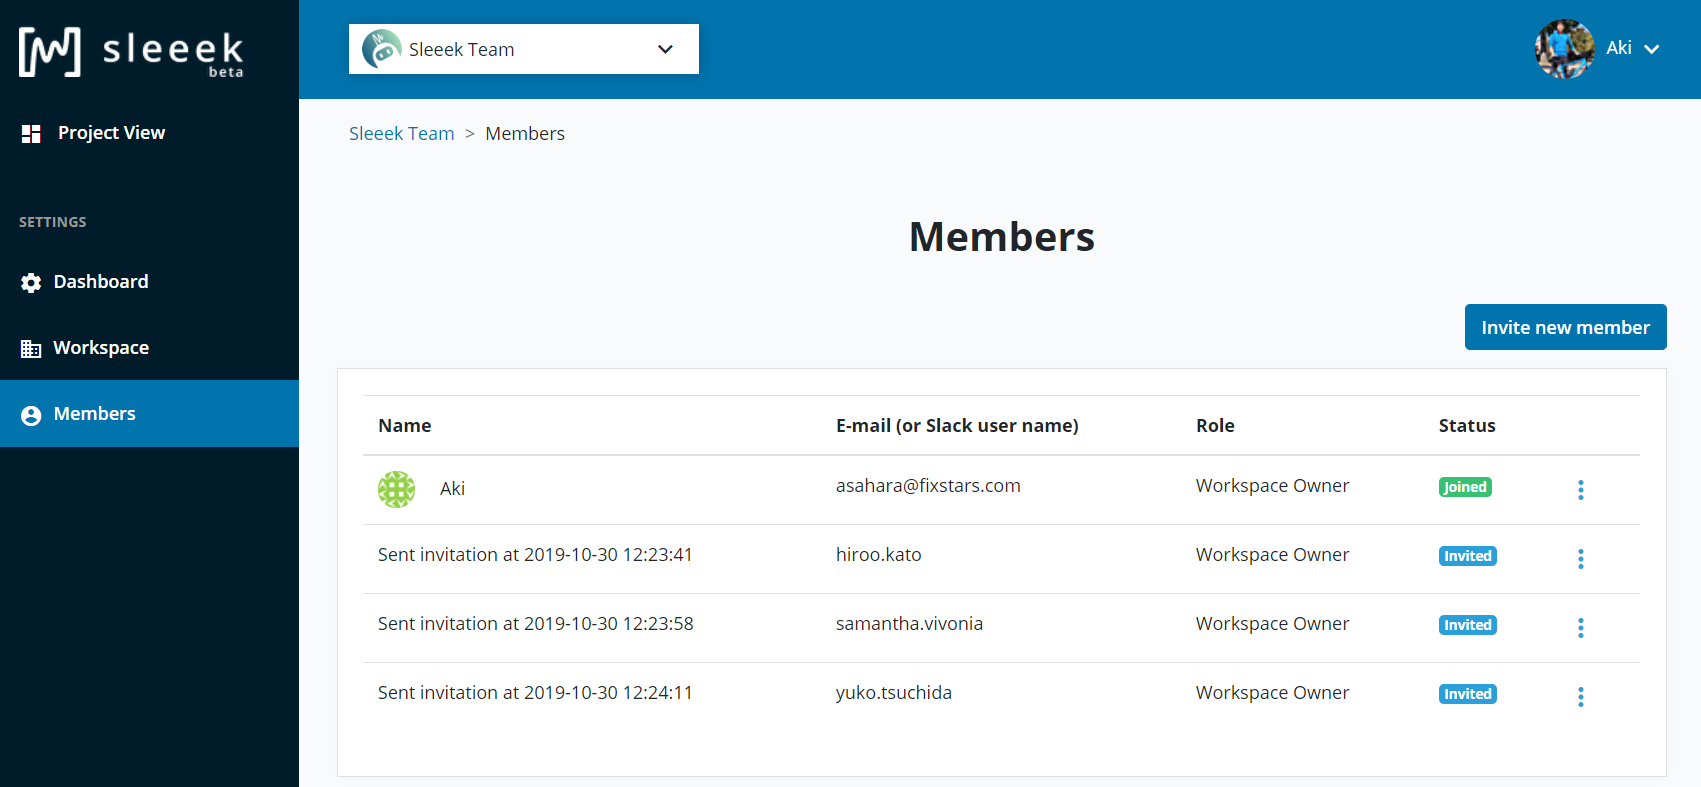 sleeek
beta
Sleeek Team
Aki
Project View
SETTINGS
Dashboard
Workspace
Members
Sleeek Team > Members
Members
Invite new member
Name E-mail (or Slack user name) Role Status
Aki asahara@fixstars.com Workspace Owner Joined
Sent invitation at 2019-10-30 12:23:41 hiroo.kato Workspace Owner Invited
Sent invitation at 2019-10-30 12:23:58 samantha.vivonia Workspace Owner Invited
Sent invitation at 2019-10-30 12:24:11 yuko.tsuchida Workspace Owner Invited